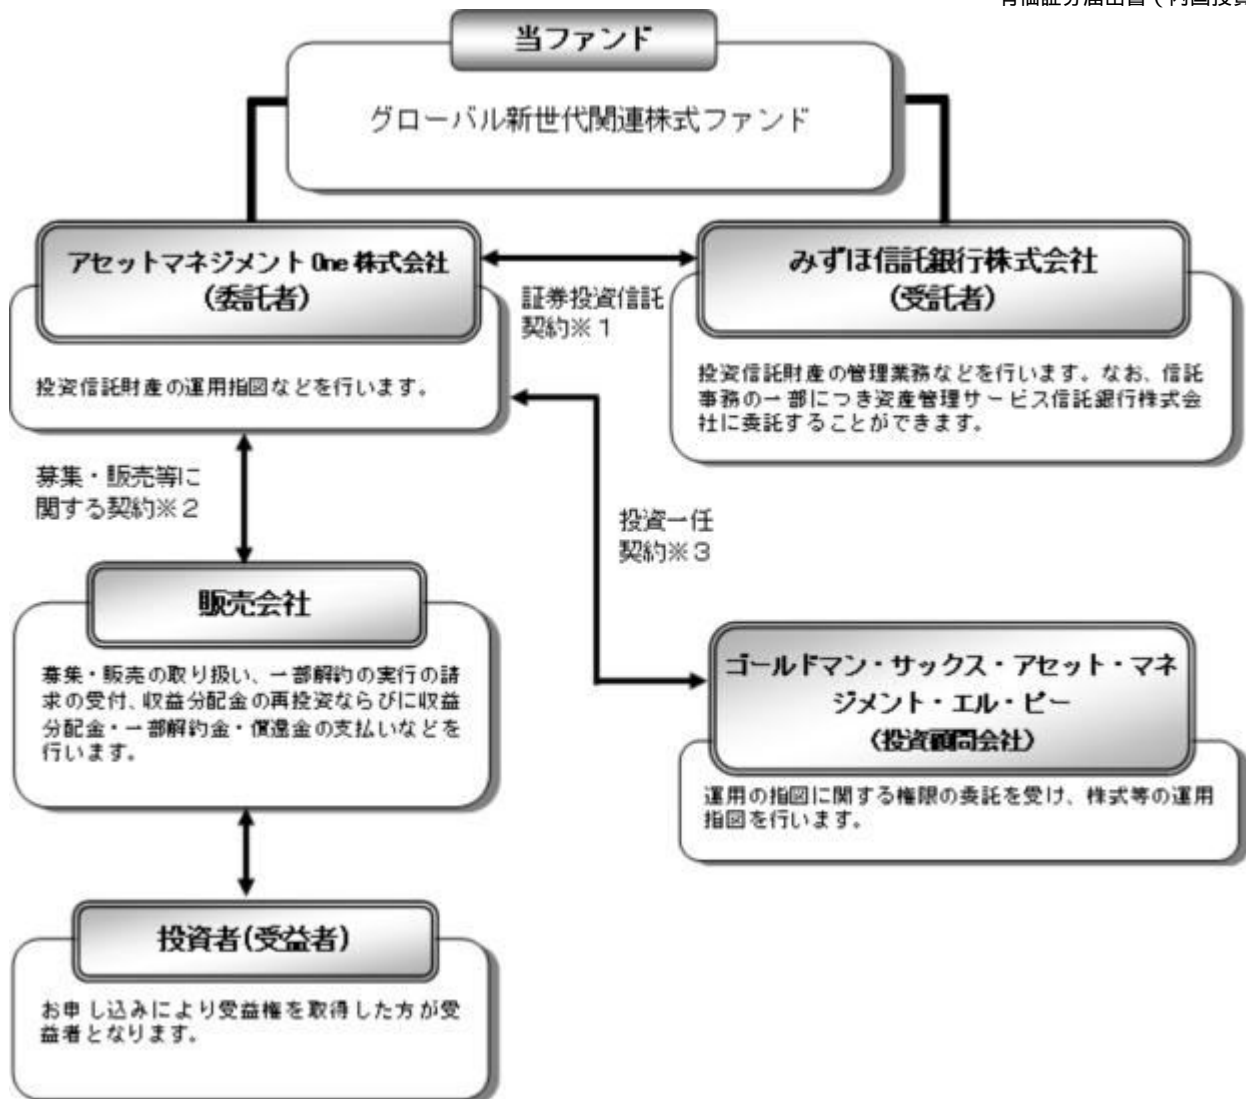 当ファンド
グローバル新世代関連株式ファンド
アセットマネジメント One 株式会社
(委託者)
投資信託財産の運用指図などを行います。
証券投資信託
契約※1
みずほ信託銀行株式会社
(受託者)
投資信託財産の管理業務などを行います。なお、信託
事務の一部につき資産管理サービス信託銀行株式会
社に委託することができます。
募集・販売等に
関する契約※2
投資一任
契約※3
販売会社
募集・販売の取り扱い、一部解約の実行の請
求の受付、収益分配金の再投資ならびに収益
分配金・一部解約金・償還金の支払いなどを
行います。
ゴールドマン・サックス・アセット・マネ
ジメント・エル・ピー
(投資顧問会社)
運用の指図に関する権限の委託を受け、株式等の運用
指図を行います。
投資者(受益者)
お申し込みにより受益権を取得した方が受
益者となります。